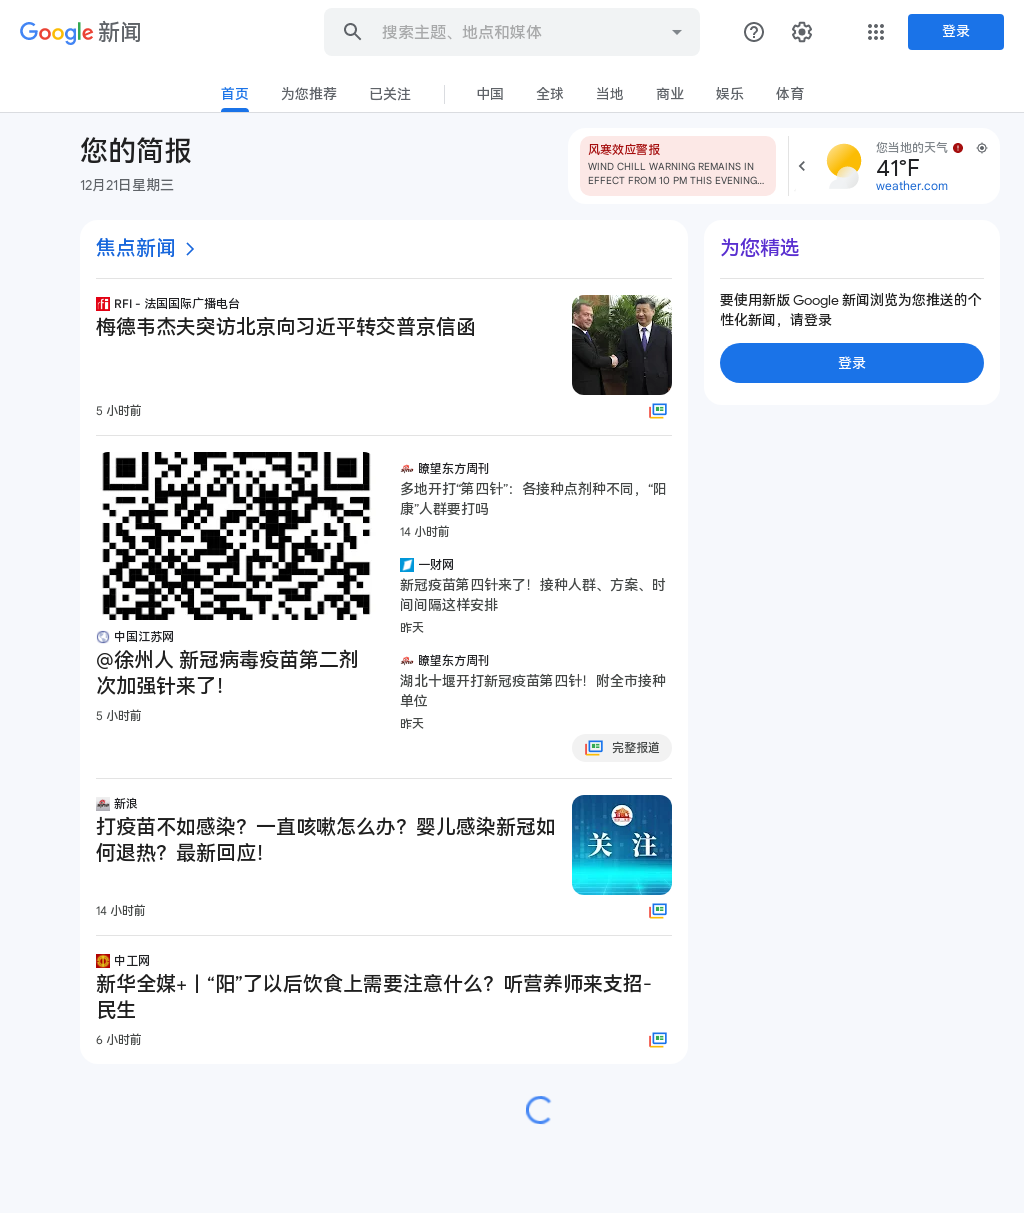 Google 新闻
搜索主题、地点和媒体
登录
首页 为您推荐 已关注 中国 全球 当地 商业 娱乐 体育
您的简报
12月21日星期三
风寒效应警报
WIND CHILL WARNING REMAINS IN
EFFECT FROM 10 PM THIS EVENING…
您当地的天气
41°F
weather.com
焦点新闻
RFI - 法国国际广播电台
梅德韦杰夫突访北京向习近平转交普京信函
5 小时前
中国江苏网
@徐州人 新冠病毒疫苗第二剂
次加强针来了！
5 小时前
瞭望东方周刊
多地开打“第四针”：各接种点剂种不同，“阳
康”人群要打吗
14 小时前
一财网
新冠疫苗第四针来了！接种人群、方案、时
间间隔这样安排
昨天
瞭望东方周刊
湖北十堰开打新冠疫苗第四针！附全市接种
单位
昨天
完整报道
新浪
打疫苗不如感染？一直咳嗽怎么办？婴儿感染新冠如
何退热？最新回应！
关 注
14 小时前
中工网
新华全媒+丨“阳”了以后饮食上需要注意什么？听营养师来支招-
民生
6 小时前
为您精选
要使用新版 Google 新闻浏览为您推送的个
性化新闻，请登录
登录